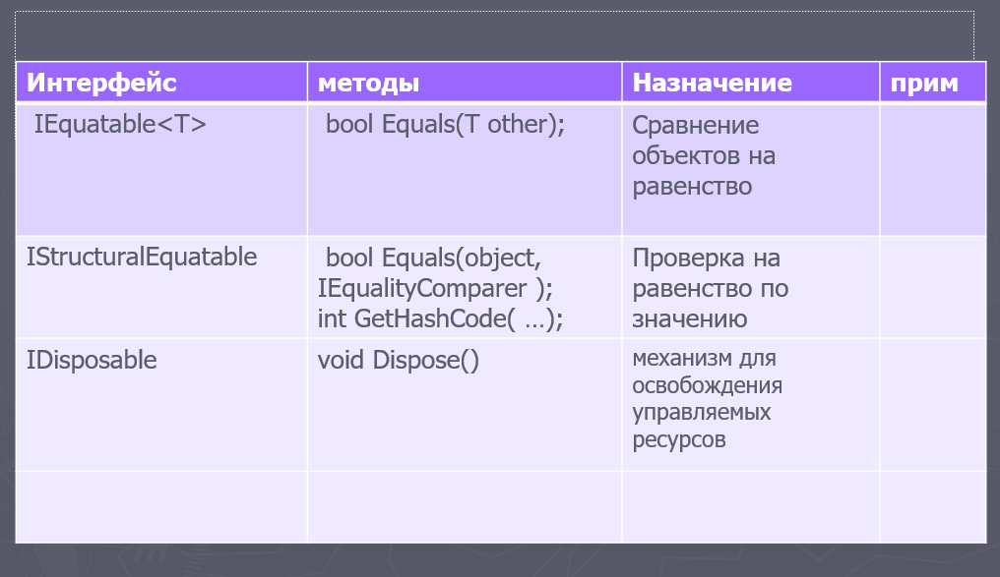 Интерфейс методы Назначение прим
IEquatable<T> bool Equals(T other); Сравнение
объектов на
равенство
IStructuralEquatable bool Equals(object, Проверка на
IEqualityComparer ); равенство по
int GetHashCode( ...); значению
IDisposable void Dispose() механизм для
освобождения
управляемых
ресурсов